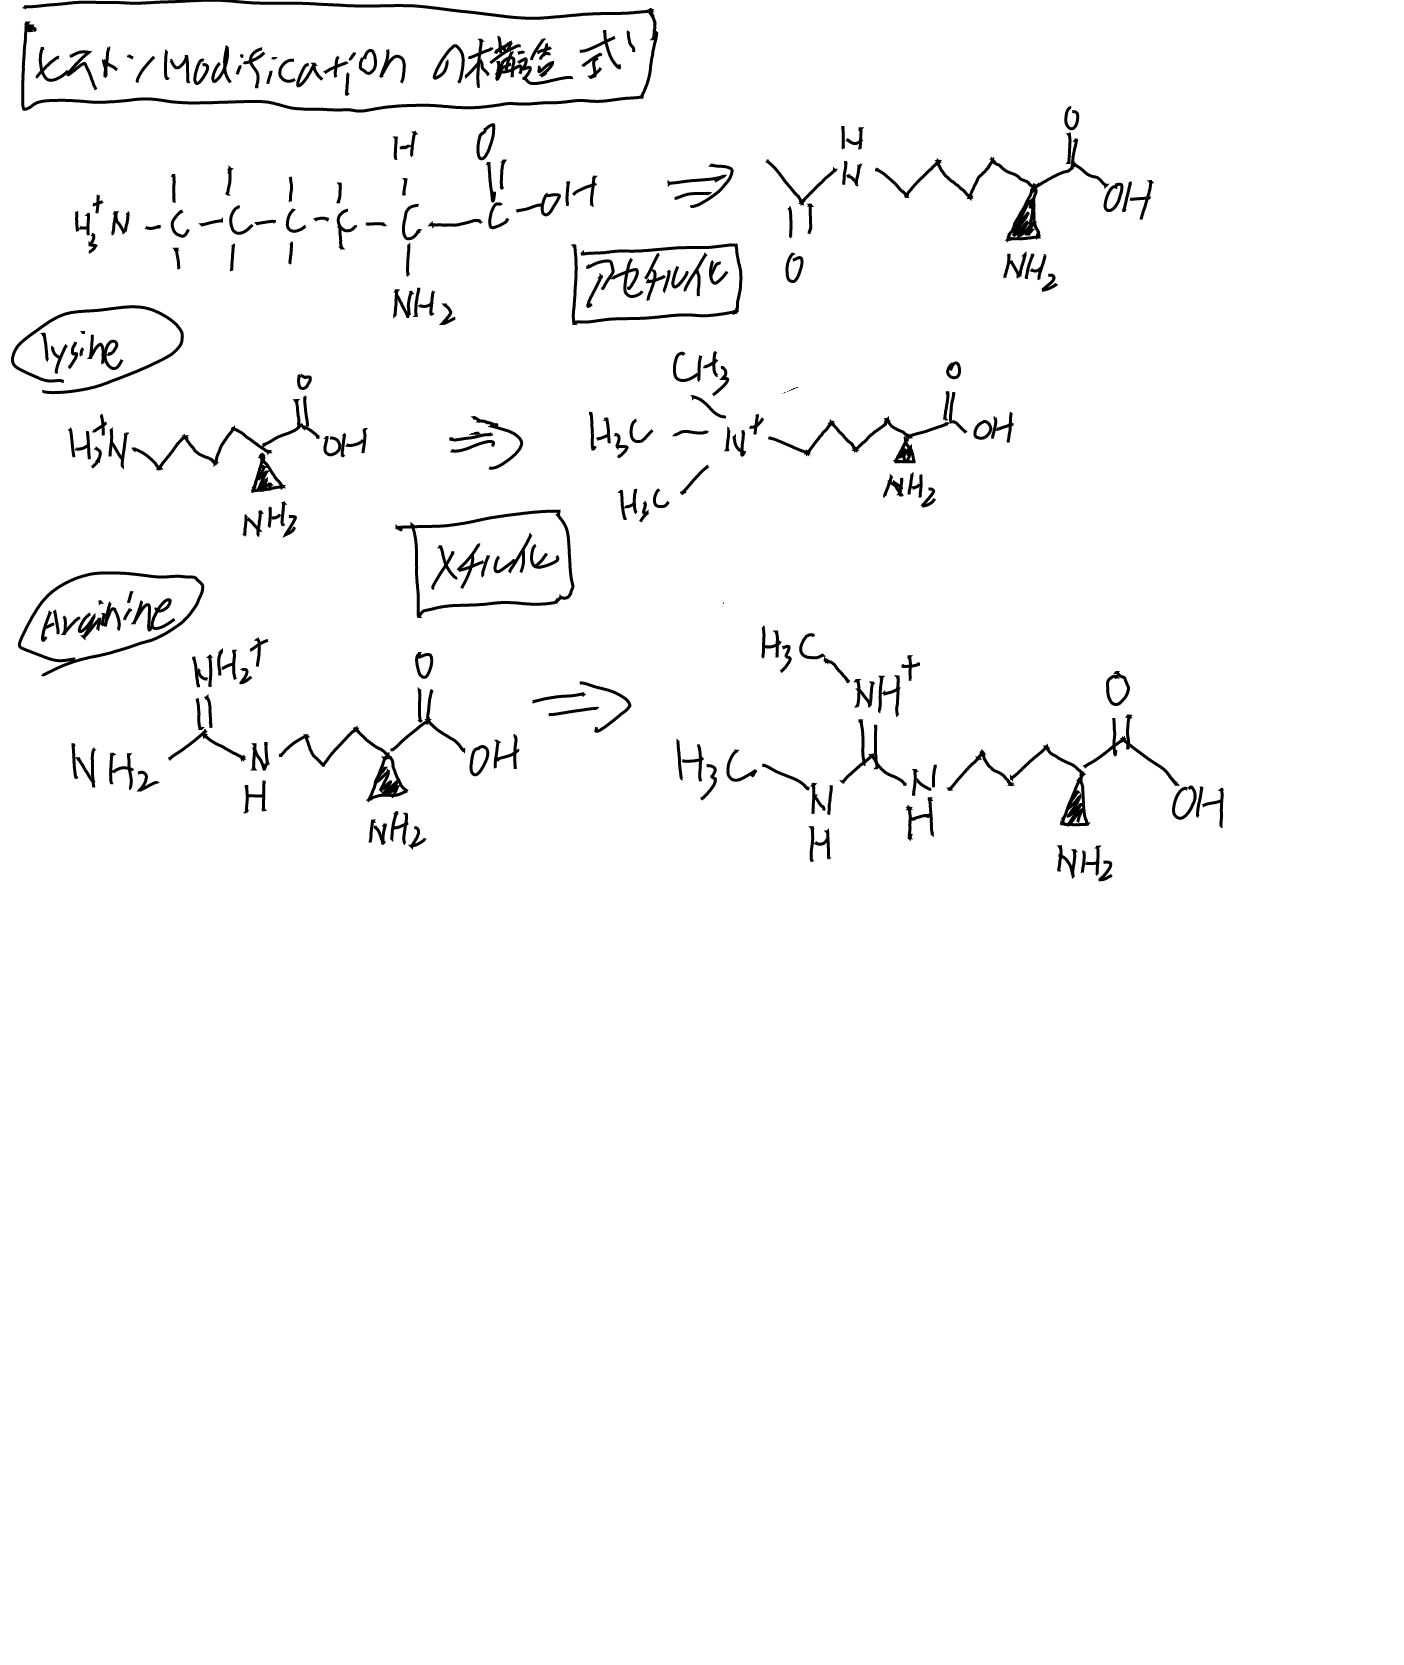 ヒストンModificationの構造式
H O
H3+N-C-C-C-C-C-C-OH
NH2
H
N
O
O
OH
NH2
アセチル化
lysine
H3+N
O
OH
NH2
CH3
H3C N+
H3C
O
OH
NH2
メチル化
Arginine
NH2+
NH2
N
H
O
OH
NH2
H3C
NH+
H3C
N
H
N
H
O
OH
NH2